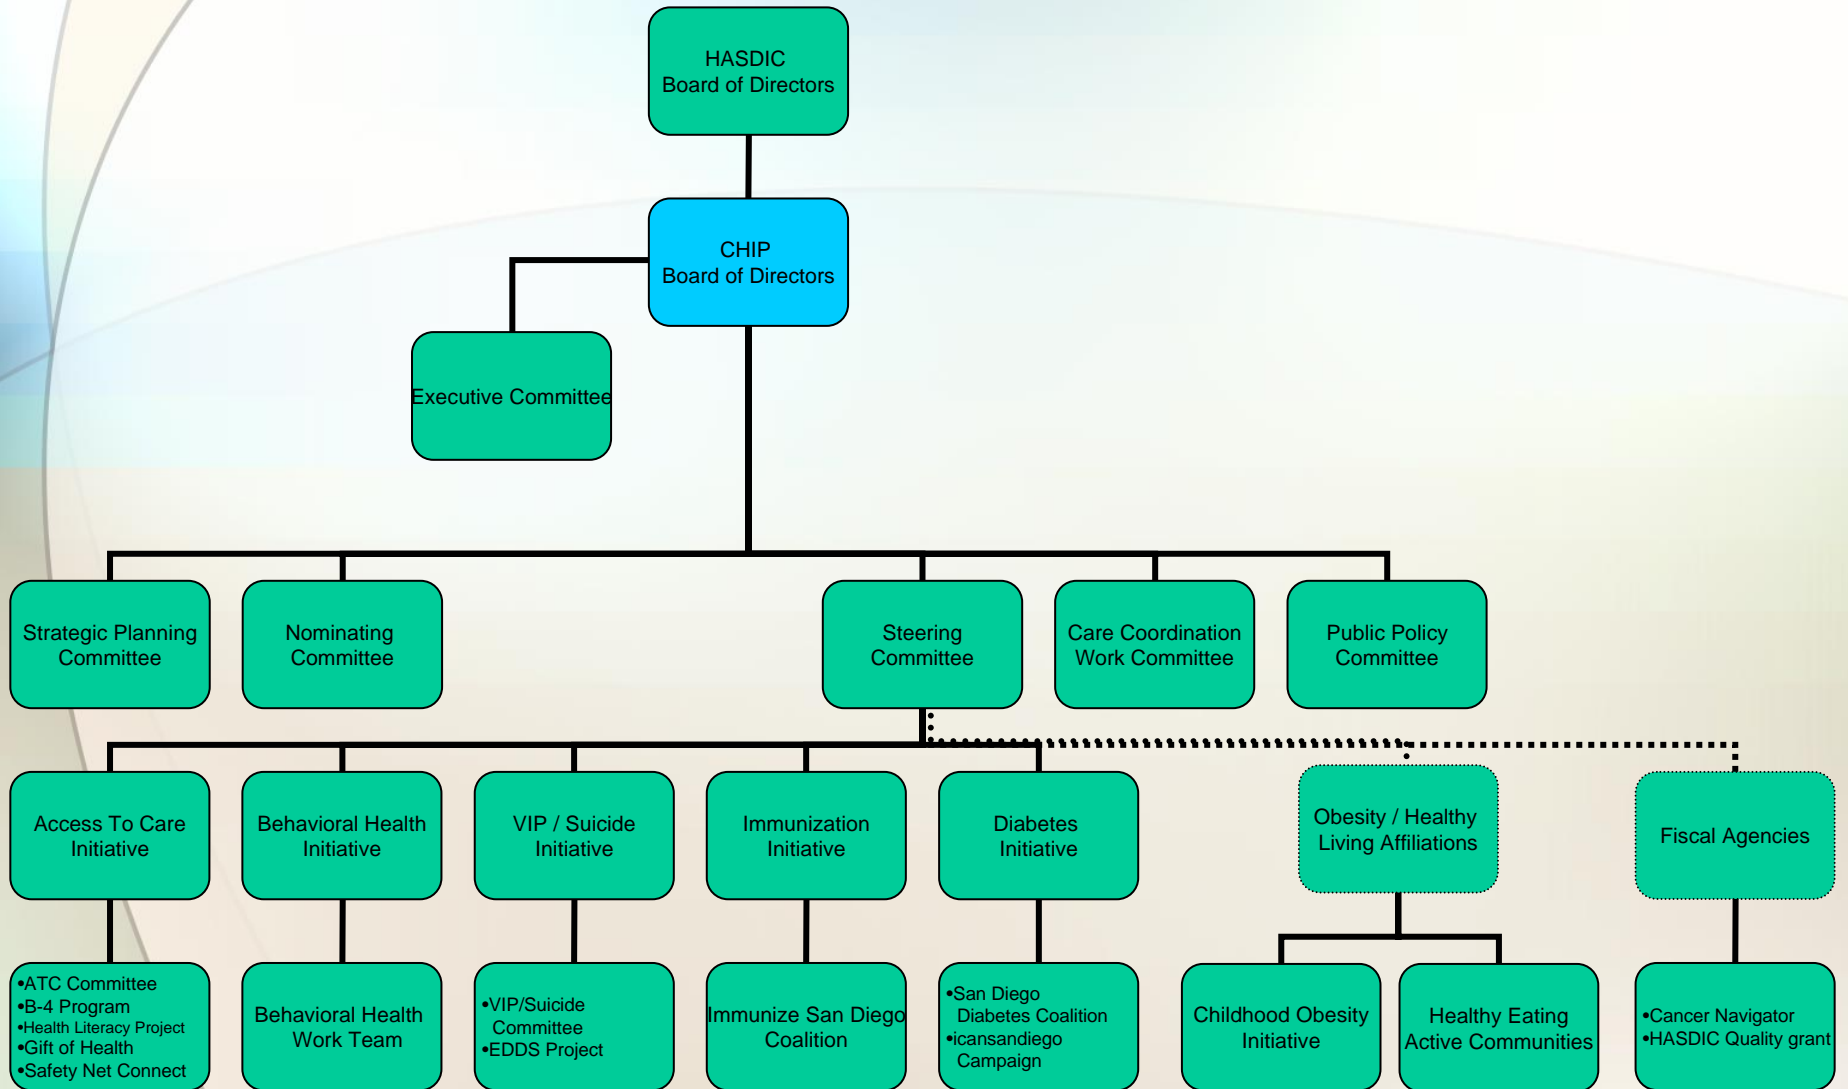 HASDIC
Board of Directors
CHIP
Board of Directors
Executive Committee
Strategic Planning
Committee
Nominating
Committee
Steering
Committee
Care Coordination
Work Committee
Public Policy
Committee
Access To Care
Initiative
Behavioral Health
Initiative
VIP / Suicide
Initiative
Immunization
Initiative
Diabetes
Initiative
Obesity / Healthy
Living Affiliations
Fiscal Agencies
•ATC Committee
•B-4 Program
•Health Literacy Project
•Gift of Health
•Safety Net Connect
Behavioral Health
Work Team
•VIP/Suicide
Committee
•EDDS Project
Immunize San Diego
Coalition
•San Diego
Diabetes Coalition
•icansandiego
Campaign
Childhood Obesity
Initiative
Healthy Eating
Active Communities
•Cancer Navigator
•HASDIC Quality grant